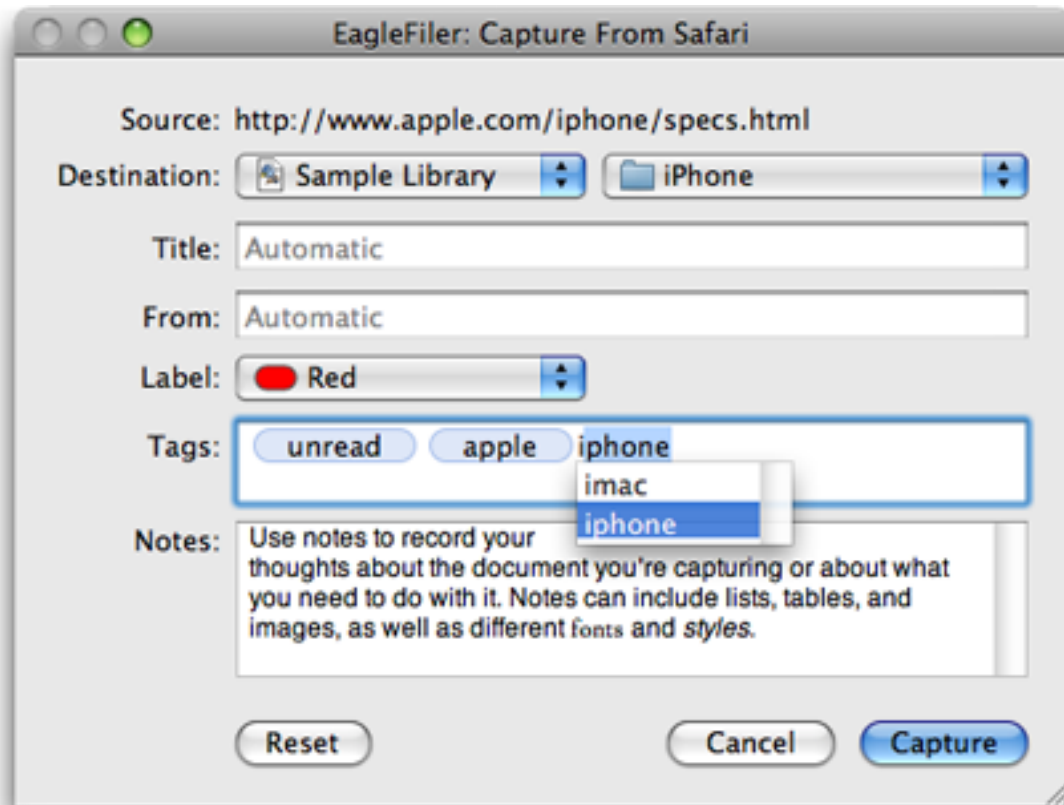 EagleFiler: Capture From Safari
Source: http://www.apple.com/iphone/specs.html
Destination: Sample Library iPhone
Title: Automatic
From: Automatic
Label: Red
Tags: unread apple iphone
imac
iphone
Notes: Use notes to record your
thoughts about the document you're capturing or about what
you need to do with it. Notes can include lists, tables, and
images, as well as different fonts and styles.
Reset Cancel Capture